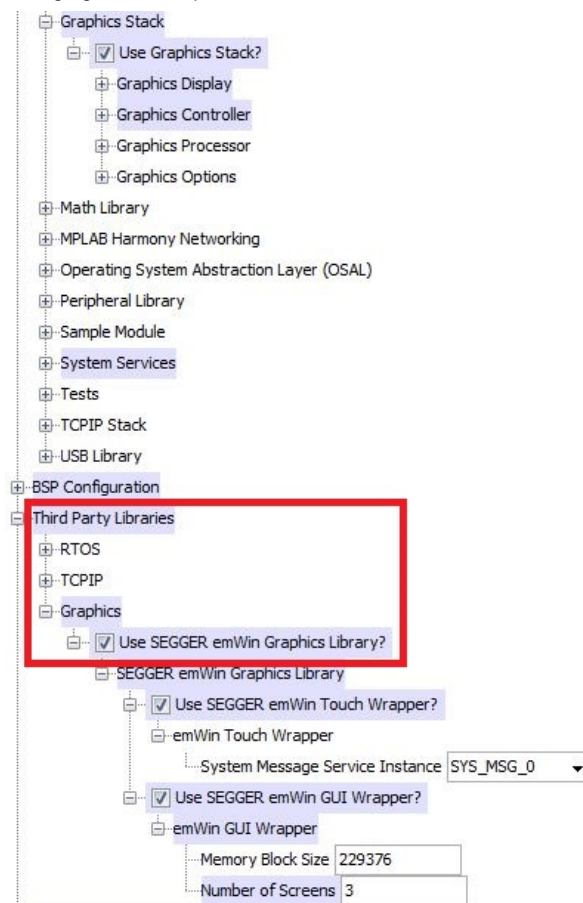 Graphics Stack
Use Graphics Stack?
Graphics Display
Graphics Controller
Graphics Processor
Graphics Options
Math Library
MPLAB Harmony Networking
Operating System Abstraction Layer (OSAL)
Peripheral Library
Sample Module
System Services
Tests
TCPIP Stack
USB Library
BSP Configuration
Third Party Libraries
RTOS
TCPIP
Graphics
Use SEGGER emWin Graphics Library?
SEGGER emWin Graphics Library
Use SEGGER emWin Touch Wrapper?
emWin Touch Wrapper
System Message Service Instance SYS_MSG_0
Use SEGGER emWin GUI Wrapper?
emWin GUI Wrapper
Memory Block Size 229376
Number of Screens 3